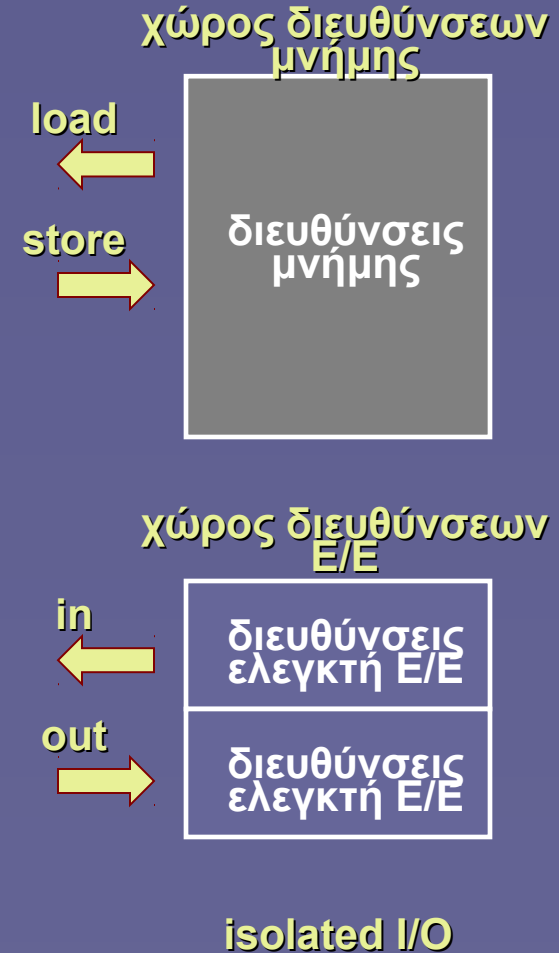 χώρος διευθύνσεων
μνήμης
load
store
διευθύνσεις
μνήμης
χώρος διευθύνσεων
Ε/Ε
in
διευθύνσεις
ελεγκτή Ε/Ε
out
διευθύνσεις
ελεγκτή Ε/Ε
isolated I/O